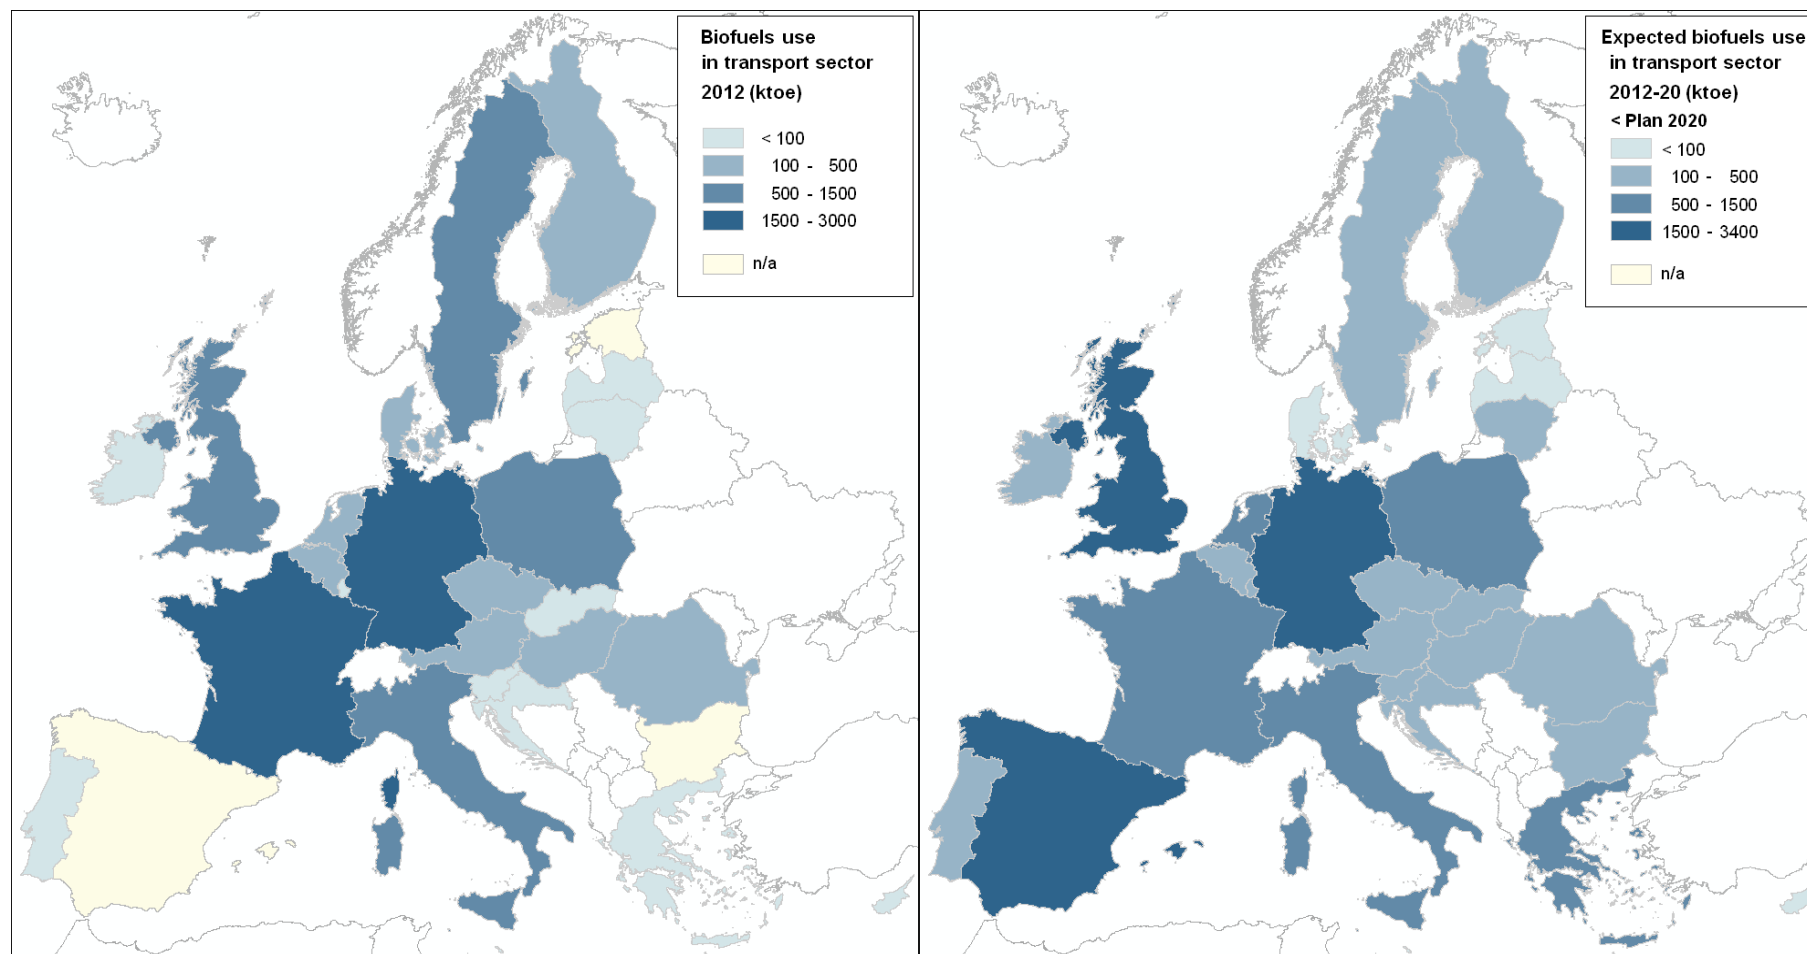 Biofuels use
in transport sector
2012 (ktoe)
< 100
100 - 500
500 - 1500
1500 - 3000
n/a
Expected biofuels use
in transport sector
2012-20 (ktoe)
< Plan 2020
< 100
100 - 500
500 - 1500
1500 - 3400
n/a